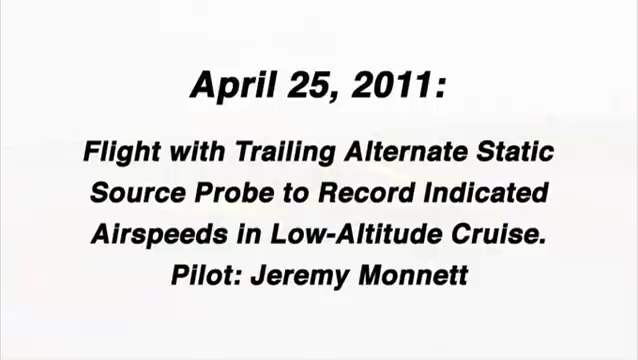 April 25, 2011:
Flight with Trailing Alternate Static
Source Probe to Record Indicated
Airspeeds in Low-Altitude Cruise.
Pilot: Jeremy Monnett